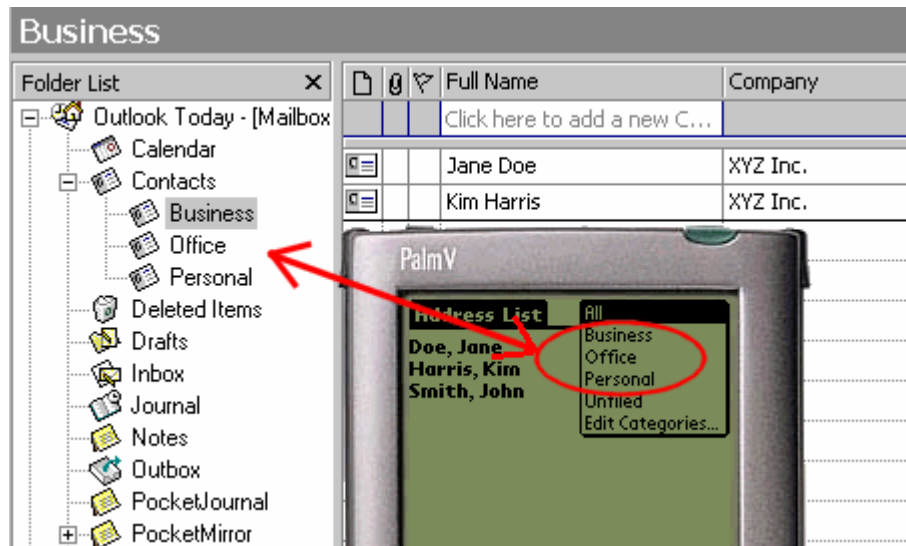 Business
Folder List
Full Name
Company
Outlook Today - [Mailbox
Click here to add a new C...
Calendar
Contacts
Jane Doe
XYZ Inc.
Business
Kim Harris
XYZ Inc.
Office
Personal
Deleted Items
Drafts
Inbox
Journal
Notes
Outbox
PocketJournal
PocketMirror
PalmV
Address List
All
Doe, Jane
Business
Harris, Kim
Office
Smith, John
Personal
Unfiled
Edit Categories...